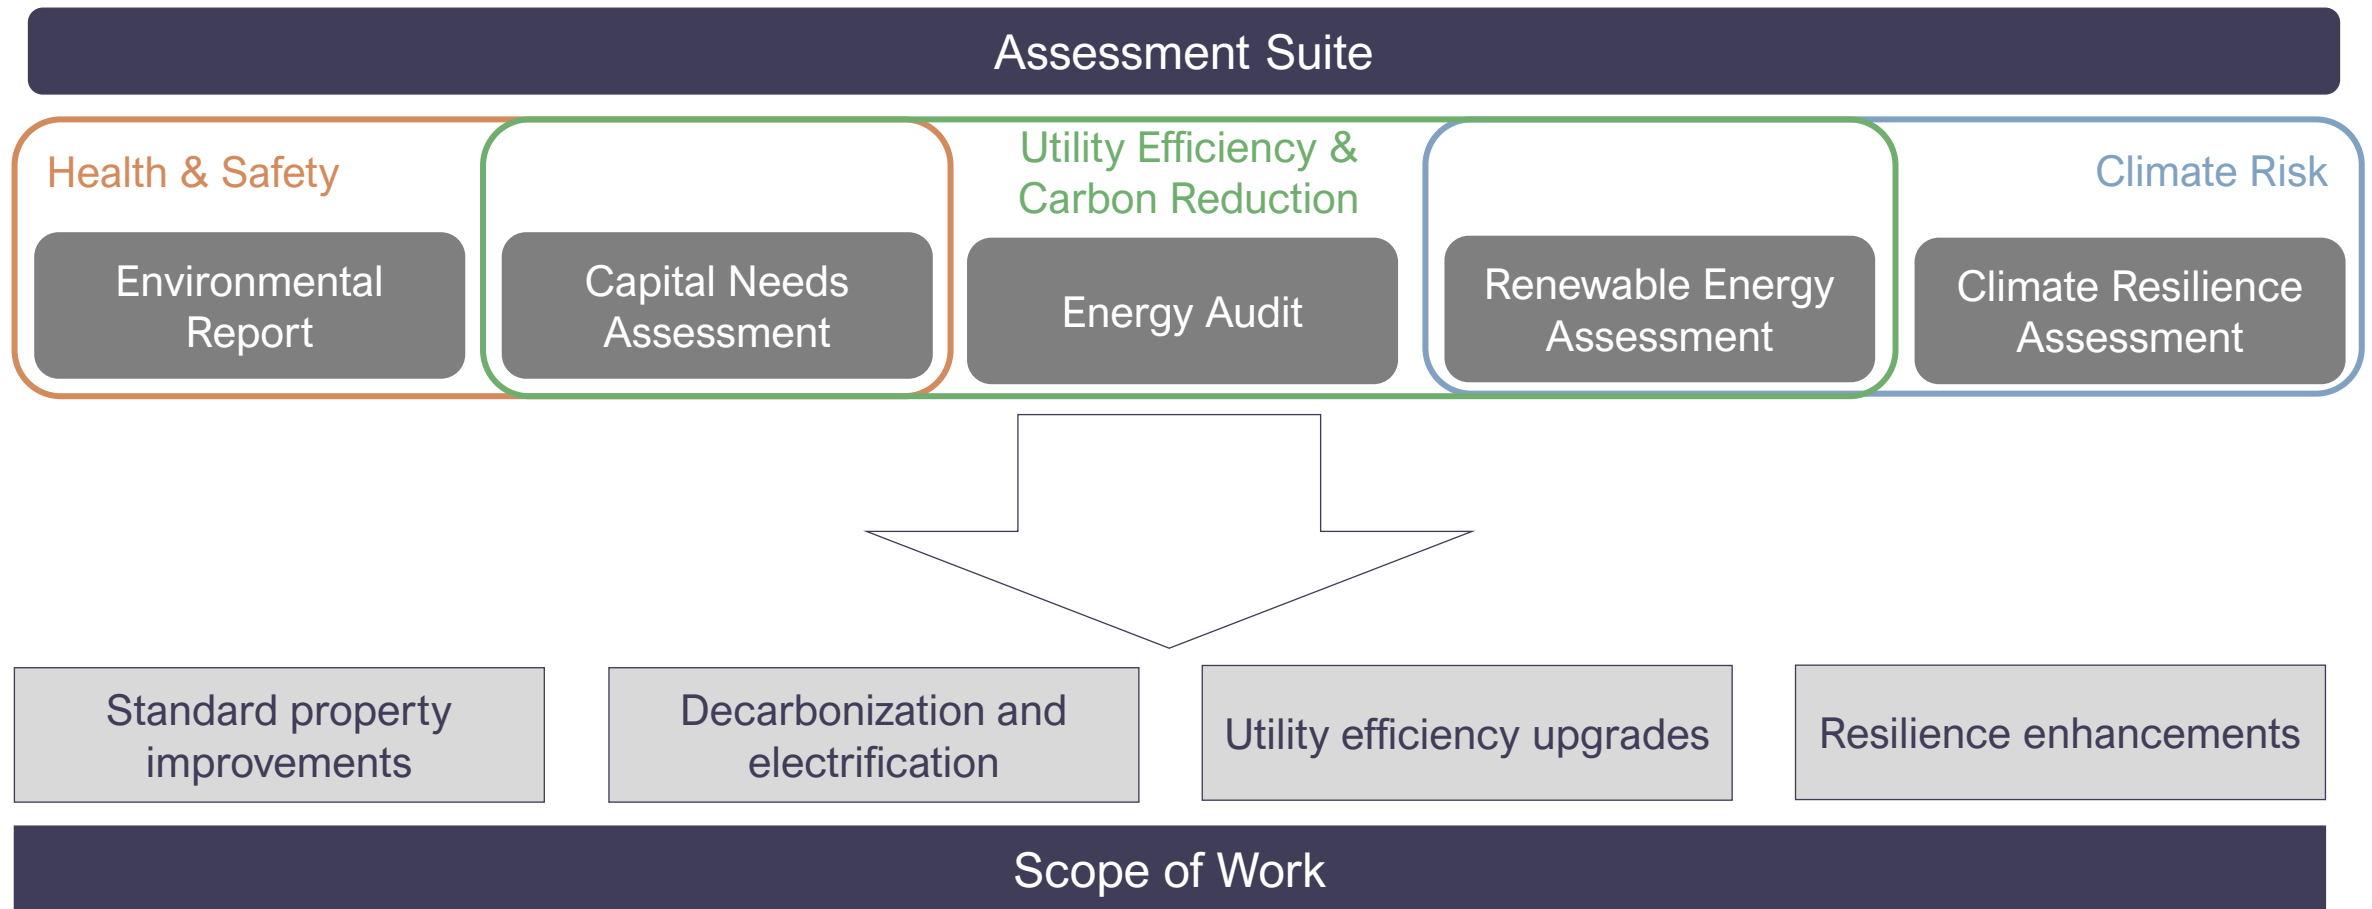 Assessment Suite
Health & Safety
Utility Efficiency &
Carbon Reduction
Climate Risk
Environmental
Report
Capital Needs
Assessment
Energy Audit
Renewable Energy
Assessment
Climate Resilience
Assessment
Standard property
improvements
Decarbonization and
electrification
Utility efficiency upgrades
Resilience enhancements
Scope of Work